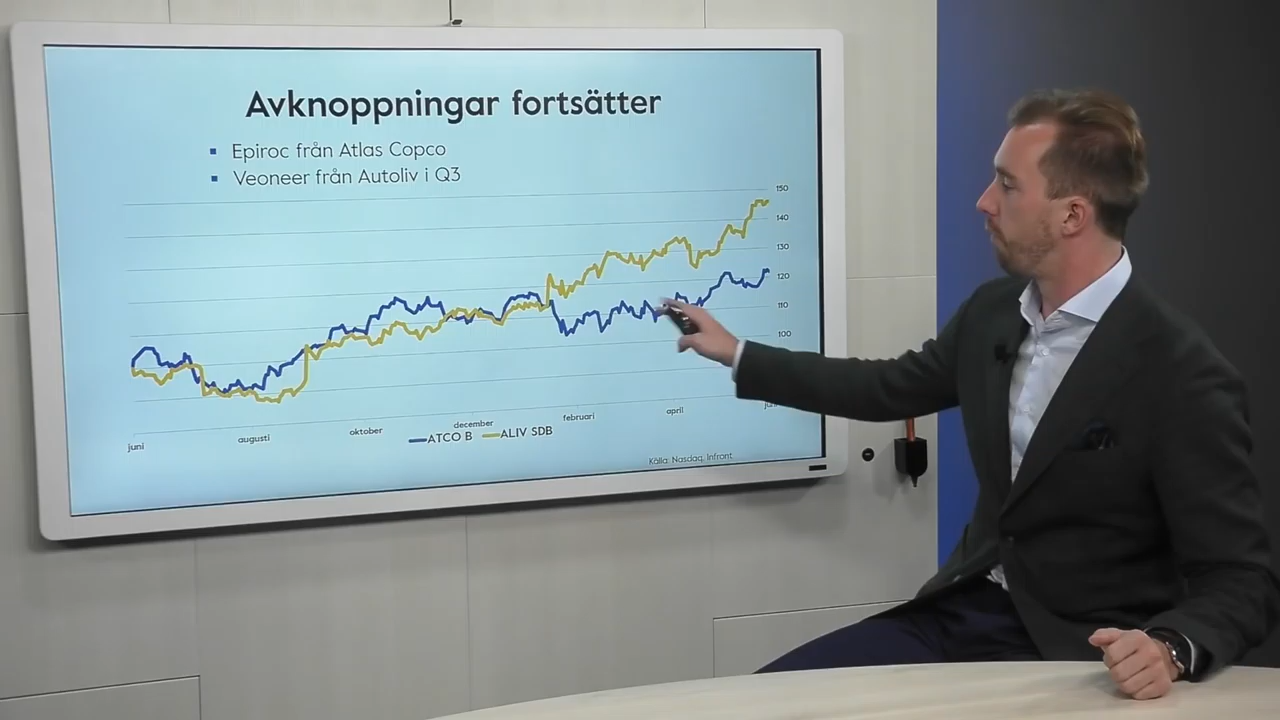 Avknoppningar fortsätter
▪ Epiroc från Atlas Copco
▪ Veoneer från Autoliv i Q3
150
140
130
120
110
100
juni augusti oktober december februari april
ATCO B ALIV SDB
Källa: Nasdaq, Infront